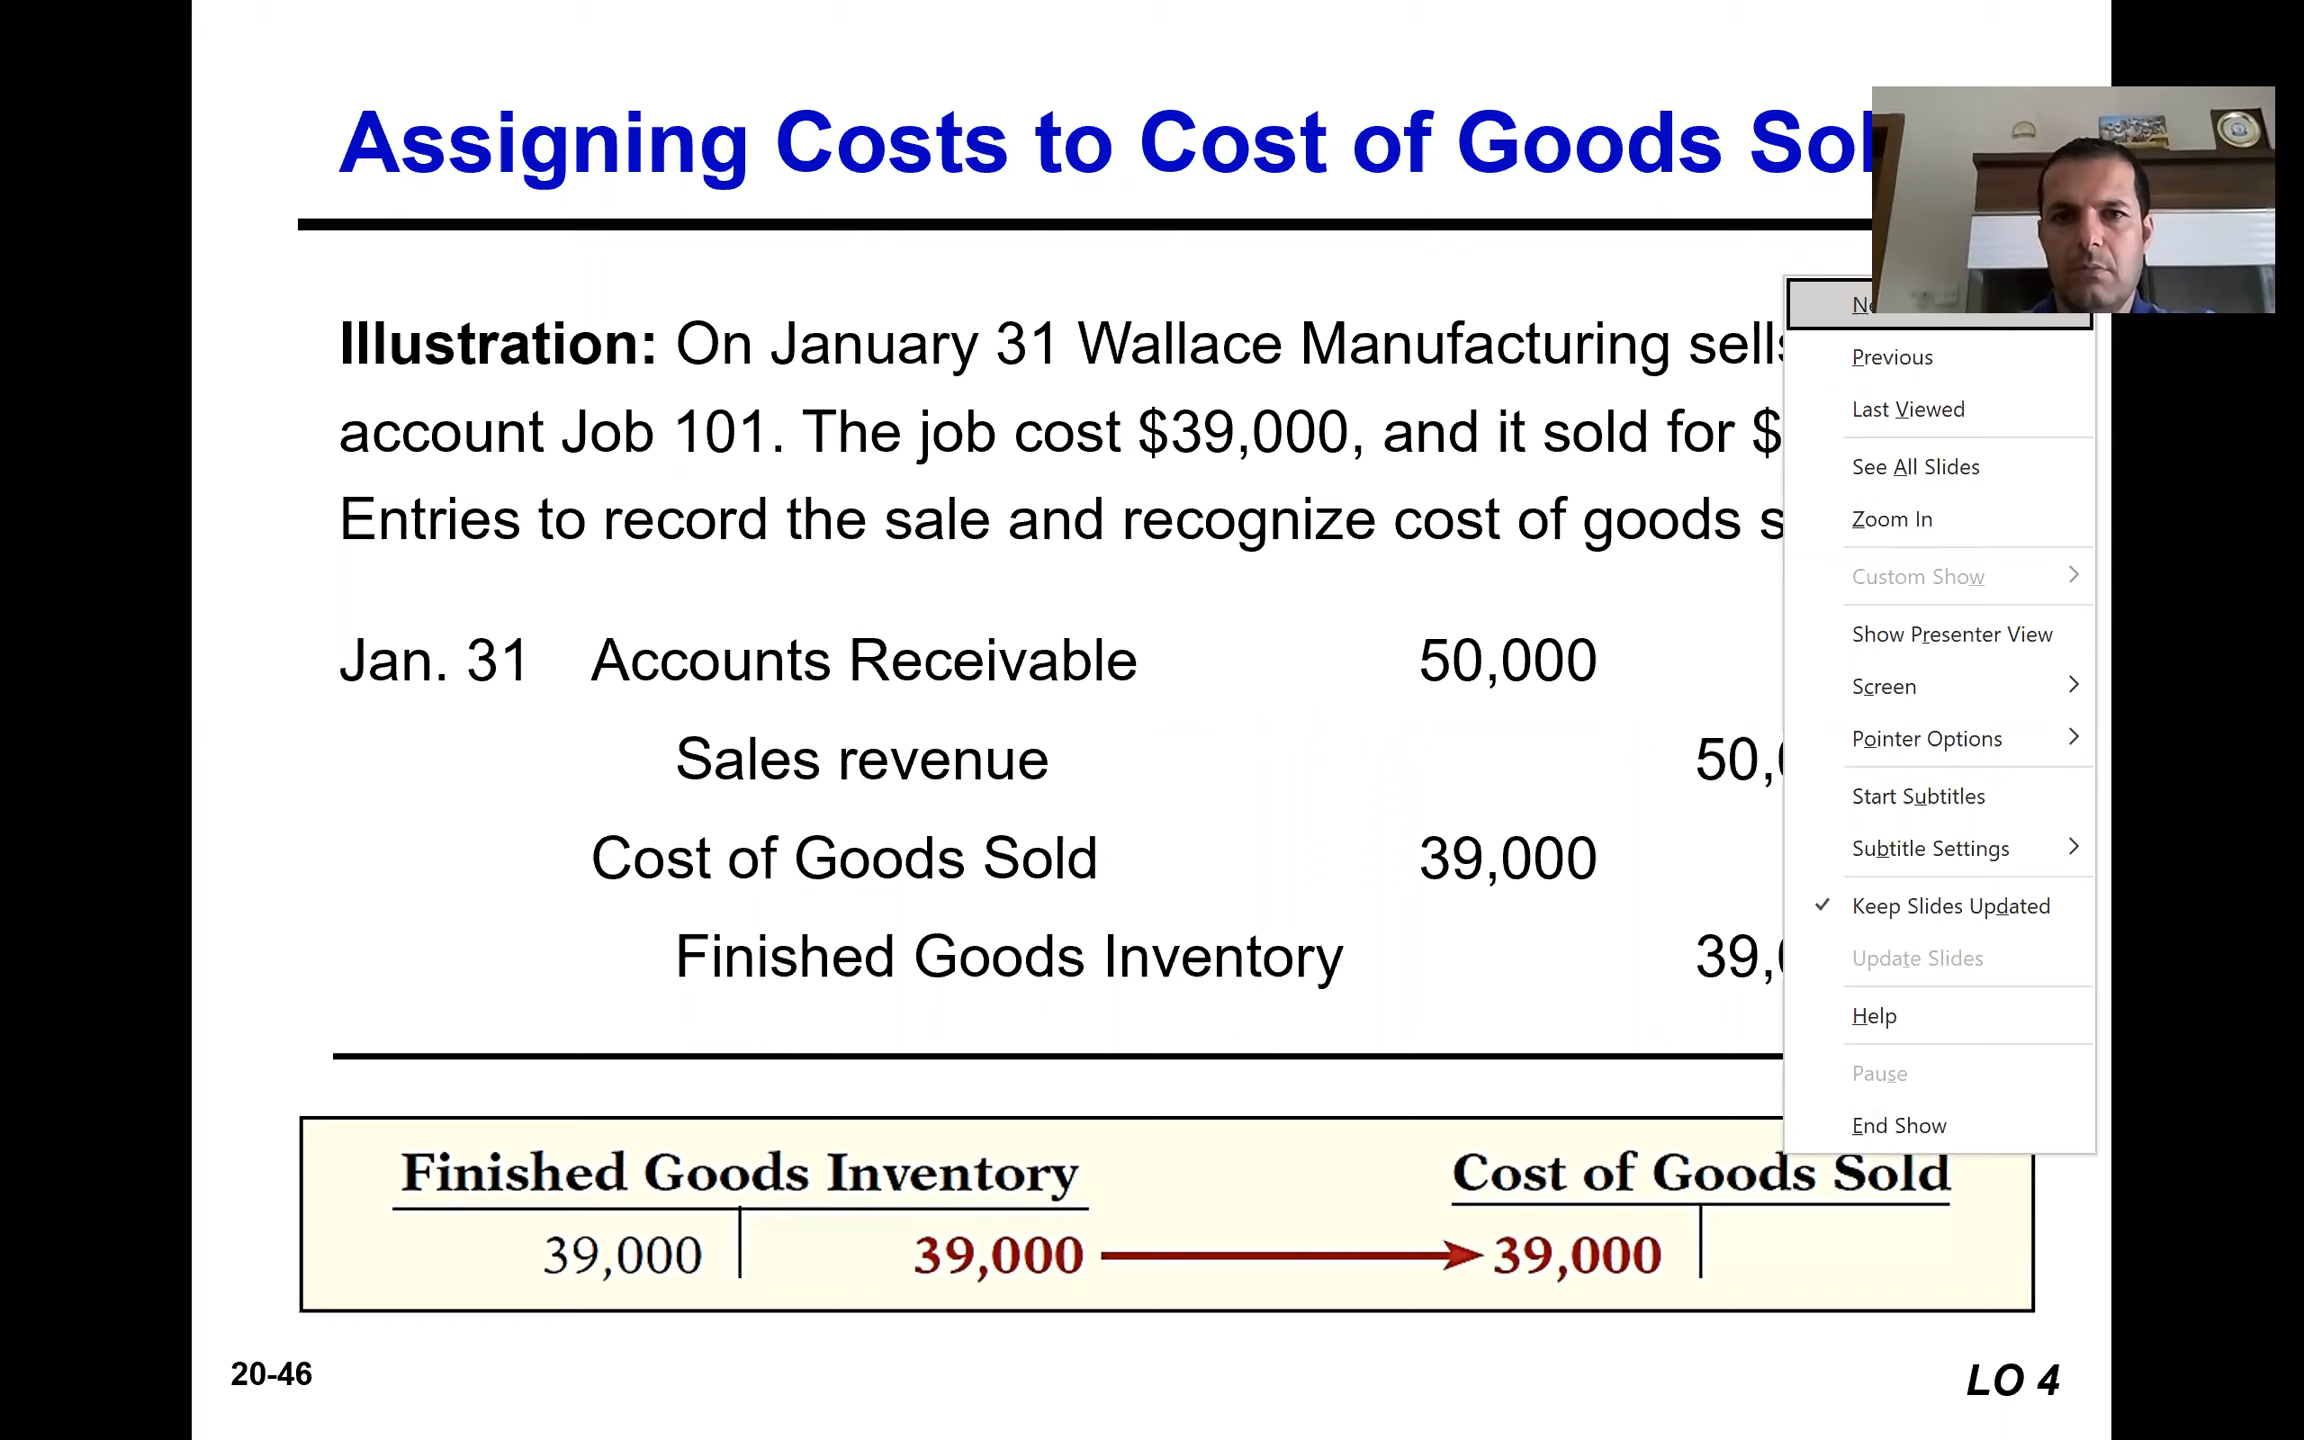 Assigning Costs to Cost of Goods
Illustration: On January 31 Wallace Manufacturing
account Job 101. The job cost $39,000, and it sold for $
Entries to record the sale and recognize cost of goods
Jan. 31 Accounts Receivable 50,000
Sales revenue
Cost of Goods Sold 39,000
Finished Goods Inventory
Previous
Last Viewed
See All Slides
Zoom In
Custom Show
Show Presenter View
Screen
Pointer Options
Start Subtitles
Subtitle Settings
Keep Slides Updated
Update Slides
Help
Pause
End Show
Finished Goods Inventory Cost of Goods Sold
39,000 39,000 39,000
20-46 LO 4